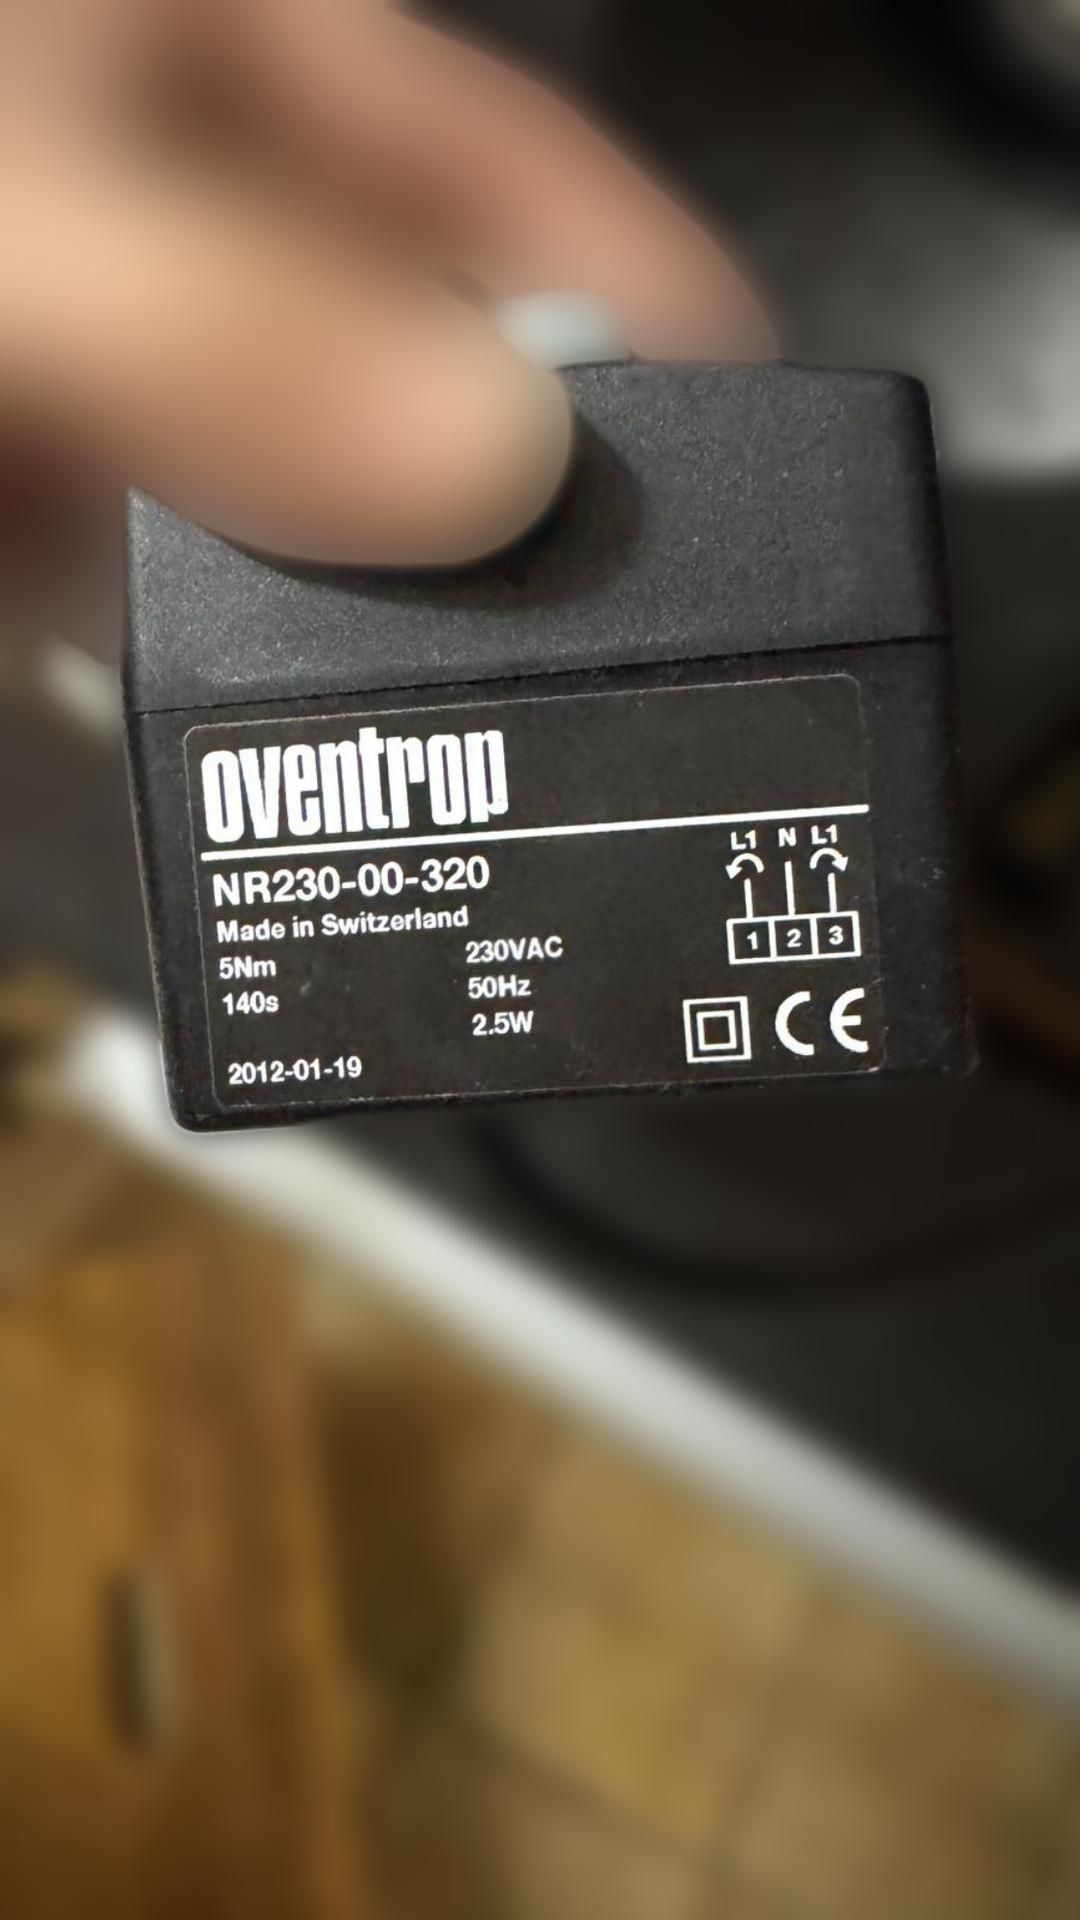 oventrop
NR230-00-320
Made in Switzerland
5Nm 230VAC
140s 50Hz
2.5W
2012-01-19
L1 N L1
1 2 3
CE